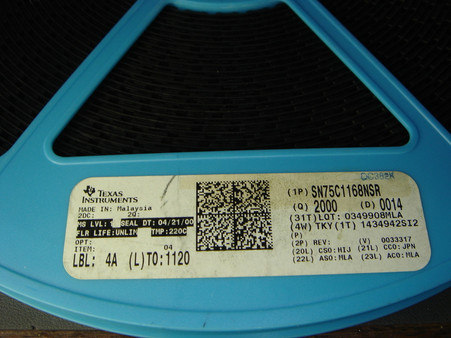 TEXAS
INSTRUMENTS
MADE IN: Malaysia
2DC: 2Q:
MS LVL: SEAL DT: 04/21/00
FLR LIFE:UNLIM TMP:220C
OPT:
ITEM: 04
LBL: 4A (L)TO:1120
(1P) SN75C1168NSR
(Q) 2000 (D) 0014
(31T)LOT: 0349908MLA
(4W) TKY(1T) 1434942SI2
(P)
(2P) REV: (V) 0033317
(20L) CSO:HIJ (21L) CCO:JPN
(22L) ASO:MLA (23L) ACO:MLA